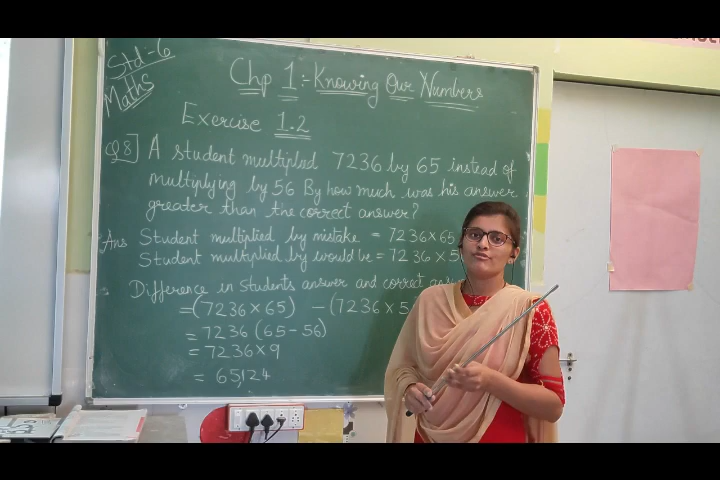 Std-6
Maths
Chp 1:- Knowing Our Numbers
Exercise 1.2
Q8] A student multiplied 7236 by 65 instead of
multiplying by 56 By how much was his answer
greater than the correct answer?
Ans Student multiplied by mistake = 7236×65
Student multiplied by would be = 7236 × 5
Difference in students answer and correct
= (7236×65) - (7236×5
= 7236 (65-56)
= 7236×9
= 65,124